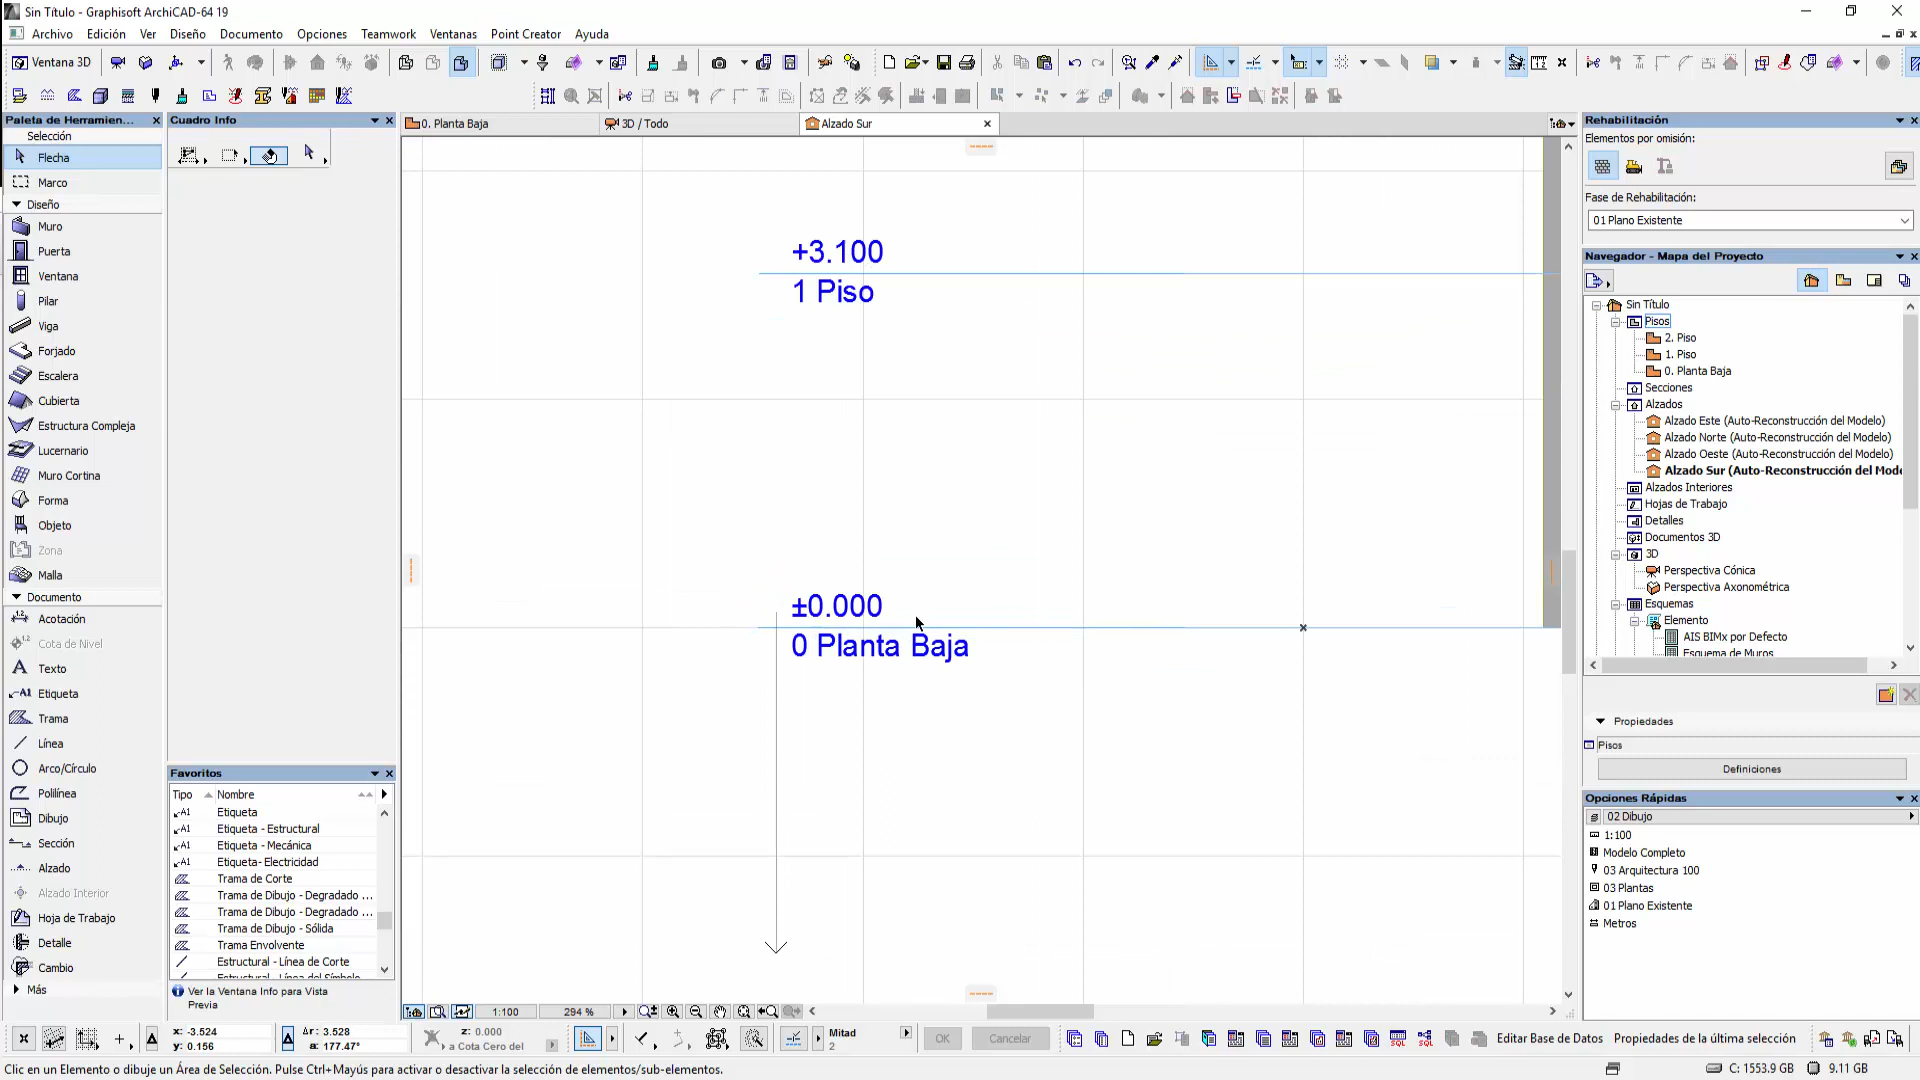 Sin Título - Graphisoft ArchiCAD-64 19
Archivo Edición Ver Diseño Documento Opciones Teamwork Ventanas Point Creator Ayuda
Ventana 3D
Paleta de Herramien...
Selección
Flecha
Marco
Diseño
Muro
Puerta
Ventana
Pilar
Viga
Forjado
Escalera
Cubierta
Estructura Compleja
Lucernario
Muro Cortina
Forma
Objeto
Zona
Malla
Documento
Acotación
Cota de Nivel
Texto
Etiqueta
Trama
Línea
Arco/Círculo
Polilínea
Dibujo
Sección
Alzado
Alzado Interior
Hoja de Trabajo
Detalle
Cambio
Más
Cuadro Info
Favoritos
Tipo Nombre
Etiqueta
Etiqueta - Estructural
Etiqueta - Mecánica
Etiqueta- Electricidad
Trama de Corte
Trama de Dibujo - Degradado ...
Trama de Dibujo - Degradado ...
Trama de Dibujo - Sólida
Trama Envolvente
Estructural - Línea de Corte
Estructural - Línea del Símbolo
Ver la Ventana Info para Vista
Previa
0. Planta Baja
3D / Todo
Alzado Sur
+3.100
1 Piso
±0.000
0 Planta Baja
1:100
294 %
Rehabilitación
Elementos por omisión:
Fase de Rehabilitación:
01 Plano Existente
Navegador - Mapa del Proyecto
Sin Título
Pisos
2. Piso
1. Piso
0. Planta Baja
Secciones
Alzados
Alzado Este (Auto-Reconstrucción del Modelo)
Alzado Norte (Auto-Reconstrucción del Modelo)
Alzado Oeste (Auto-Reconstrucción del Modelo)
Alzado Sur (Auto-Reconstrucción del Mode
Alzados Interiores
Hojas de Trabajo
Detalles
Documentos 3D
3D
Perspectiva Cónica
Perspectiva Axonométrica
Esquemas
Elemento
AIS BIMx por Defecto
Esquema de Muros
Propiedades
Pisos
Definiciones
Opciones Rápidas
02 Dibujo
1:100
Modelo Completo
03 Arquitectura 100
03 Plantas
01 Plano Existente
Metros
x: -3.524
y: 0.156
Δr: 3.528
a: 177.47°
z: 0.000
a Cota Cero del
Mitad
2
OK
Cancelar
Editar Base de Datos
Propiedades de la última selección
Clic en un Elemento o dibuje un Área de Selección. Pulse Ctrl+Mayús para activar o desactivar la selección de elementos/sub-elementos.
C: 1553.9 GB
9.11 GB